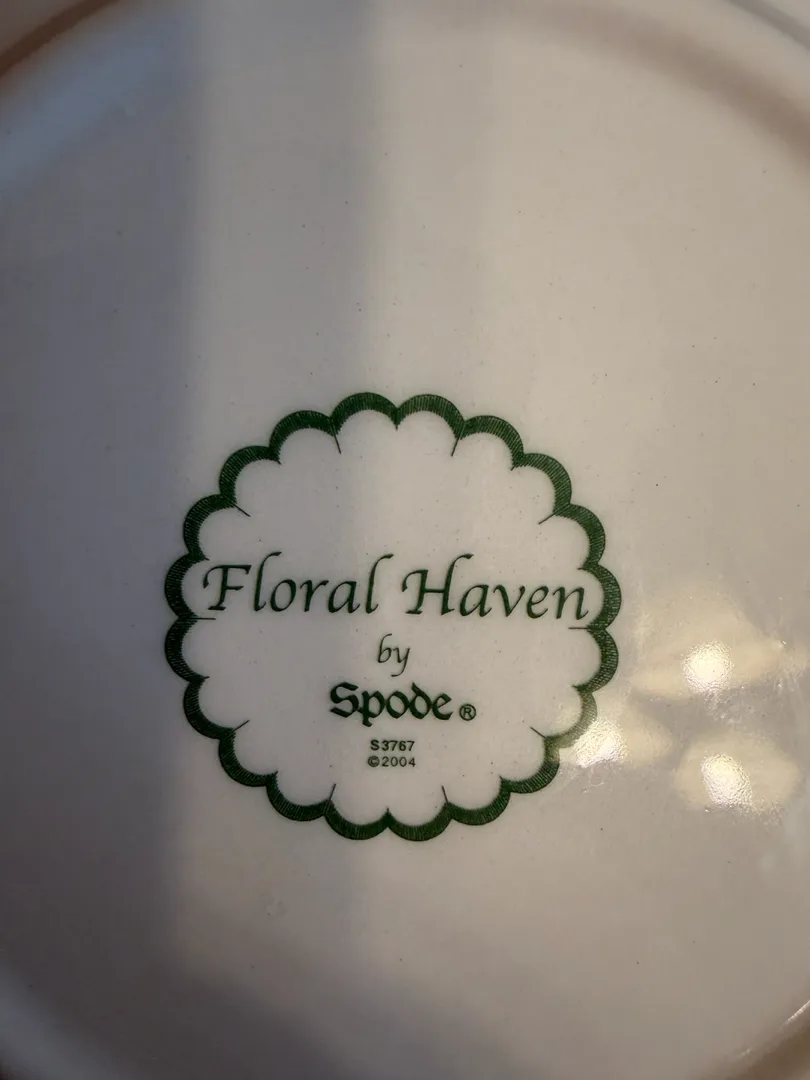 Floral Haven
by
Spode®
S3767
©2004